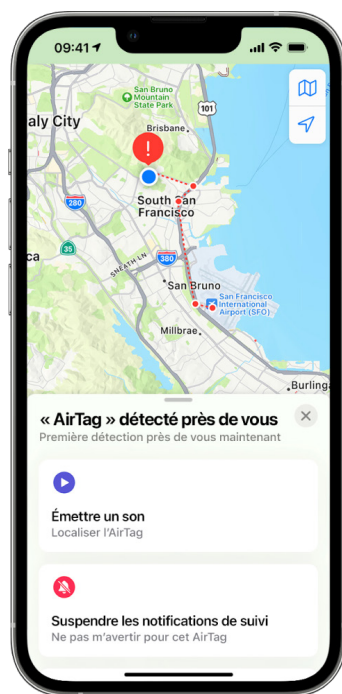 09:41
San Bruno
Mountain
State Park
101
aly City
Brisbane
!
280
South San
Francisco
35
380
ca
SNEATH LN
San Bruno
San Francisco
International
Airport (SFO)
Millbrae
Burling
« AirTag » détecté près de vous
Première détection près de vous maintenant
Émettre un son
Localiser l’AirTag
Suspendre les notifications de suivi
Ne pas m’avertir pour cet AirTag